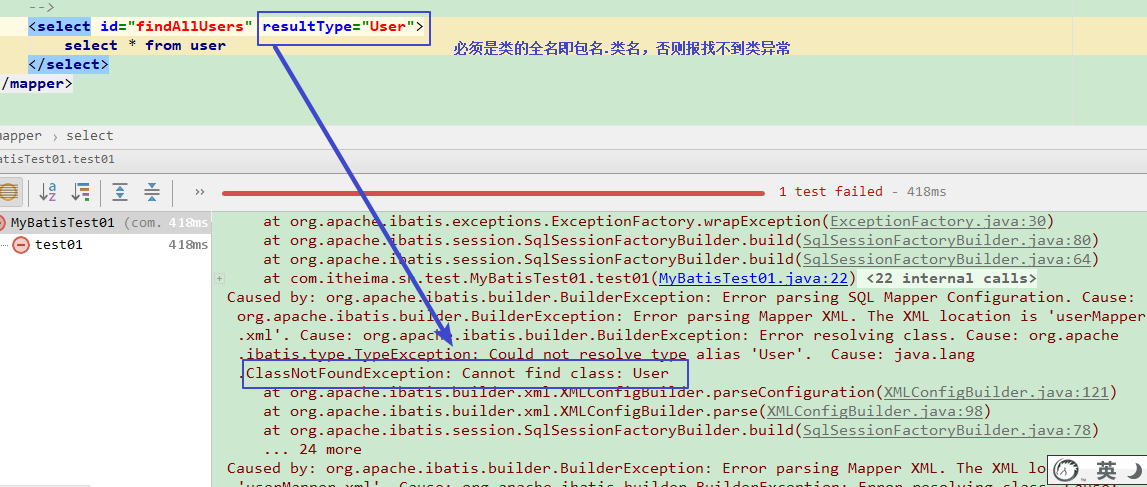 -->
<select id="findAllUsers" resultType="User">
select * from user
必须是类的全名即包名.类名，否则报找不到类异常
</select>
/mapper>
mapper › select
atisTest01.test01
>> 1 test failed - 418ms
MyBatisTest01 (com. 418ms
test01 418ms
at org.apache.ibatis.exceptions.ExceptionFactory.wrapException(ExceptionFactory.java:30)
at org.apache.ibatis.session.SqlSessionFactoryBuilder.build(SqlSessionFactoryBuilder.java:80)
at org.apache.ibatis.session.SqlSessionFactoryBuilder.build(SqlSessionFactoryBuilder.java:64)
at com.itheima.sh.test.MyBatisTest01.test01(MyBatisTest01.java:22) <22 internal calls>
Caused by: org.apache.ibatis.builder.BuilderException: Error parsing SQL Mapper Configuration. Cause:
org.apache.ibatis.builder.BuilderException: Error parsing Mapper XML. The XML location is 'userMapper
.xml'. Cause: org.apache.ibatis.builder.BuilderException: Error resolving class. Cause: org.apache
.ibatis.type.TypeException: Could not resolve type alias 'User'. Cause: java.lang
.ClassNotFoundException: Cannot find class: User
at org.apache.ibatis.builder.xml.XMLConfigBuilder.parseConfiguration(XMLConfigBuilder.java:121)
at org.apache.ibatis.builder.xml.XMLConfigBuilder.parse(XMLConfigBuilder.java:98)
at org.apache.ibatis.session.SqlSessionFactoryBuilder.build(SqlSessionFactoryBuilder.java:78)
... 24 more
Caused by: org.apache.ibatis.builder.BuilderException: Error parsing Mapper XML. The XML lo
英